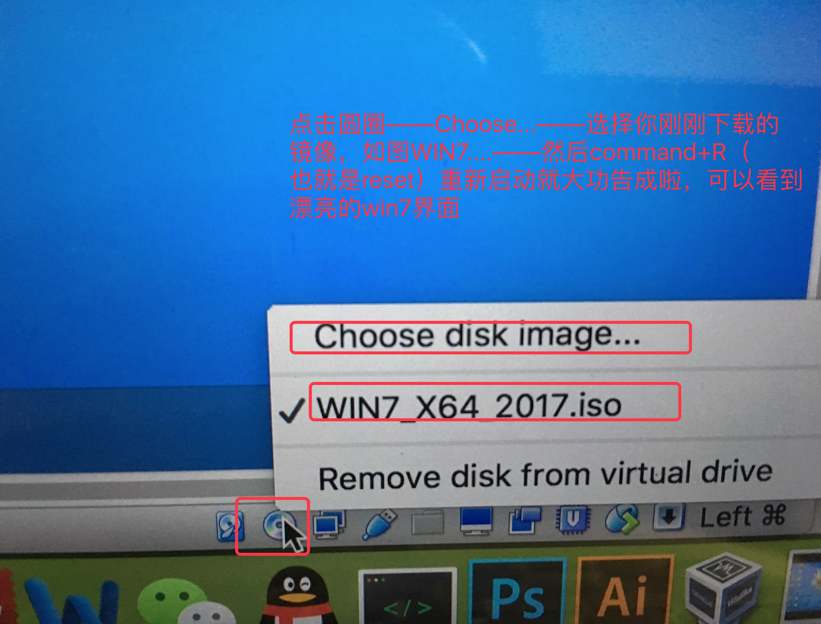 点击圆圈——Choose...——选择你刚刚下载的
镜像，如图WIN7....——然后command+R（
也就是reset）重新启动就大功告成啦，可以看到
漂亮的win7界面
Choose disk image...
WIN7_X64_2017.iso
Remove disk from virtual drive
Left ⌘
</>
Ps
Ai